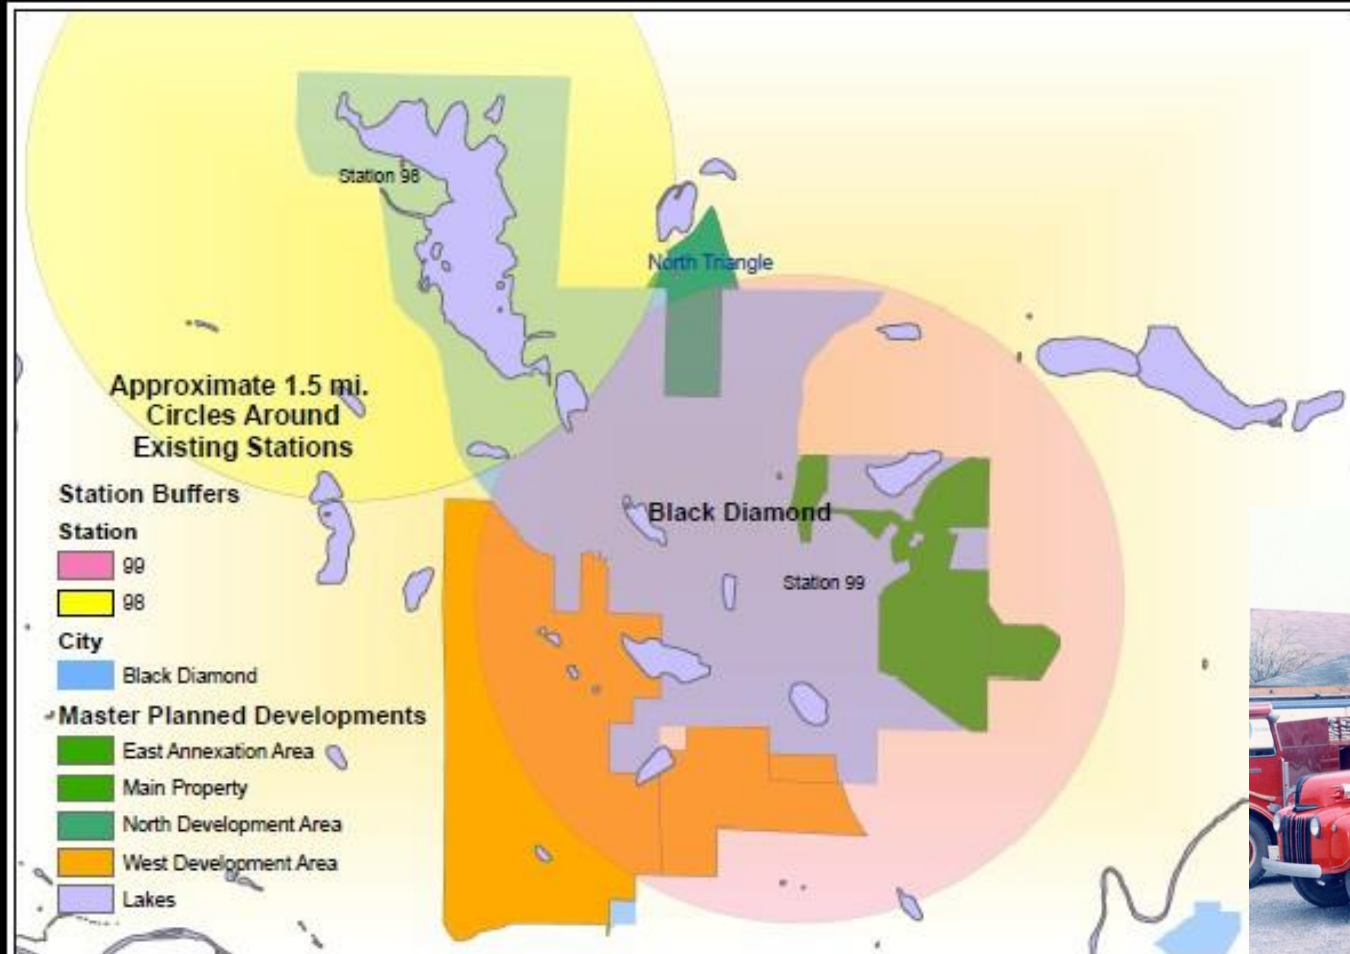 Station 98
North Triangle
Approximate 1.5 mi.
Circles Around
Existing Stations
Black Diamond
Station 99
Station Buffers
Station
99
98
City
Black Diamond
Master Planned Developments
East Annexation Area
Main Property
North Development Area
West Development Area
Lakes